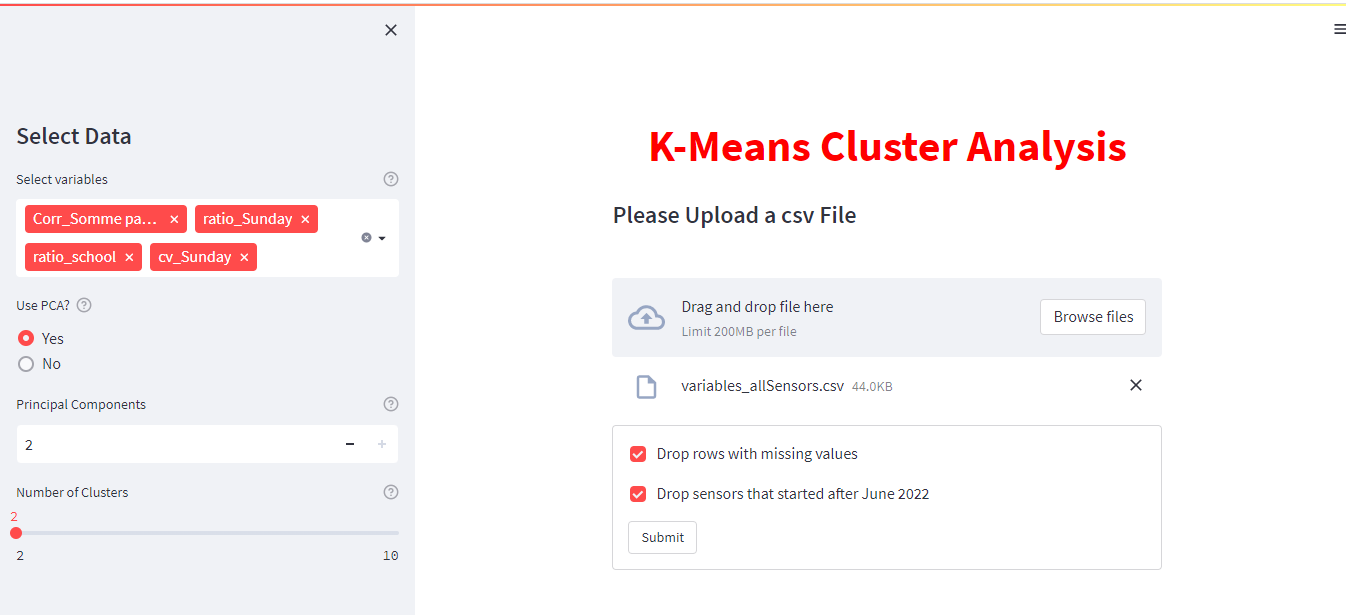 Select Data
Select variables
Corr_Somme pa... ratio_Sunday
ratio_school cv_Sunday
Use PCA?
Yes
No
Principal Components
2
Number of Clusters
2
2 10
K-Means Cluster Analysis
Please Upload a csv File
Drag and drop file here
Limit 200MB per file
Browse files
variables_allSensors.csv 44.0KB
Drop rows with missing values
Drop sensors that started after June 2022
Submit